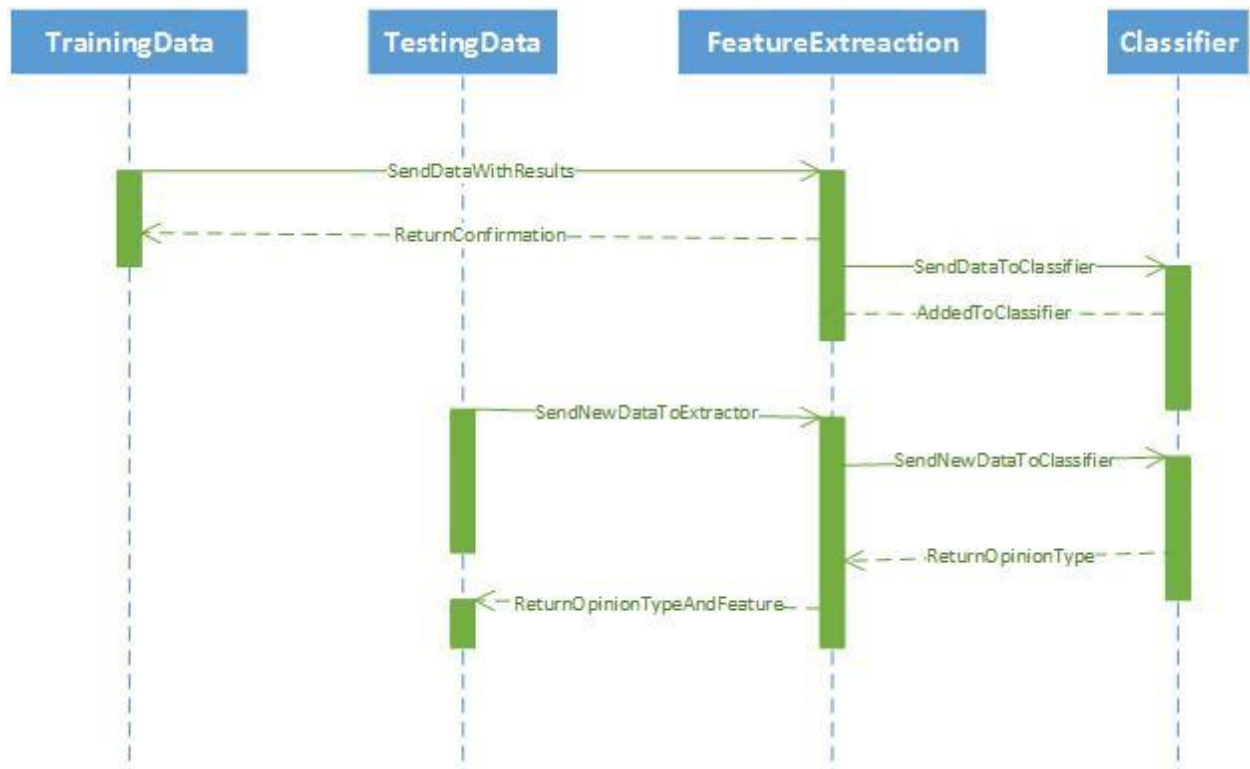 TrainingData
TestingData
FeatureExtreaction
Classifier
SendDataWithResults
ReturnConfirmation
SendDataToClassifier
AddedToClassifier
SendNewDataToExtractor
SendNewDataToClassifier
ReturnOpinionType
ReturnOpinionTypeAndFeature